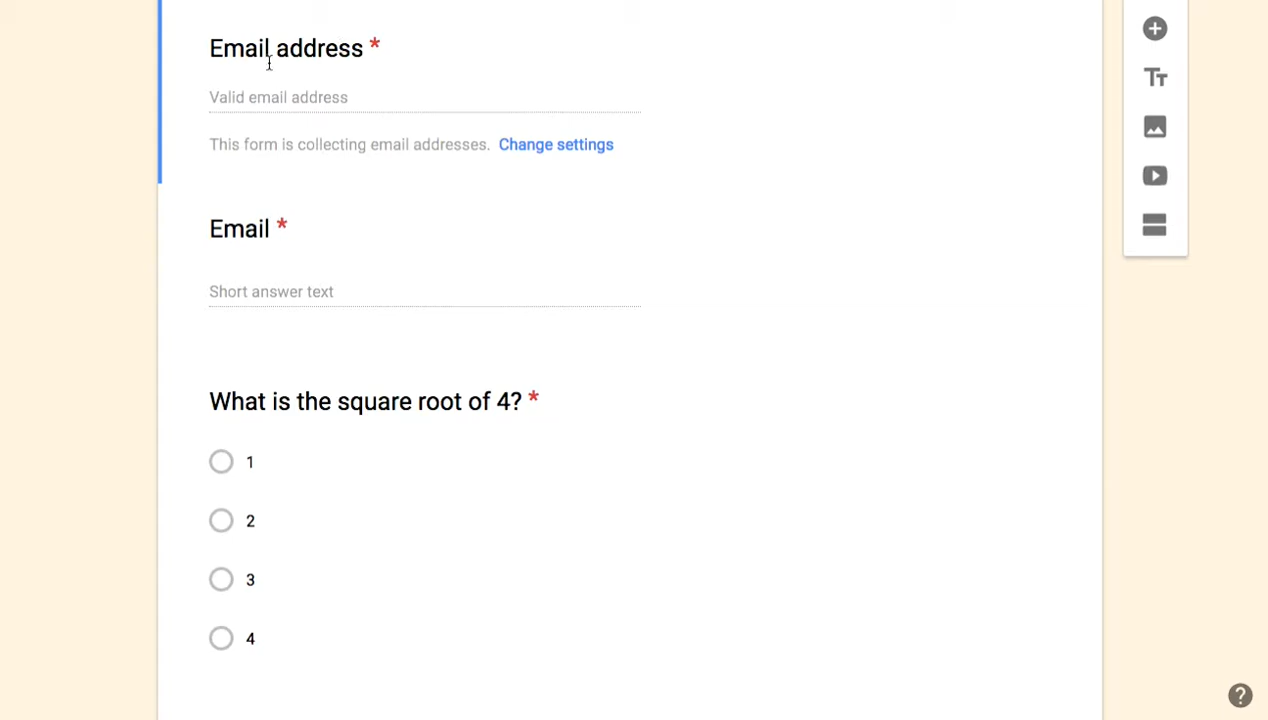 Email address *
Valid email address
This form is collecting email addresses. Change settings
Email *
Short answer text
What is the square root of 4? *
1
2
3
4